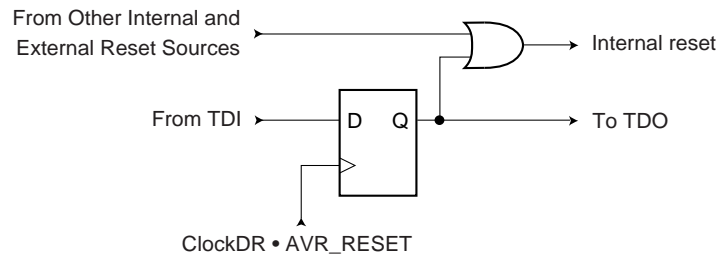 From Other Internal and
External Reset Sources
Internal reset
From TDI
D
Q
To TDO
ClockDR • AVR_RESET